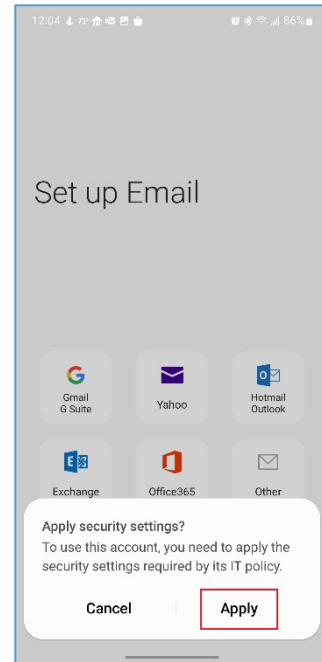 12:04 72° 86%
Set up Email
Gmail
G Suite
Yahoo
Hotmail
Outlook
Exchange
Office365
Other
Apply security settings?
To use this account, you need to apply the
security settings required by its IT policy.
Cancel
Apply